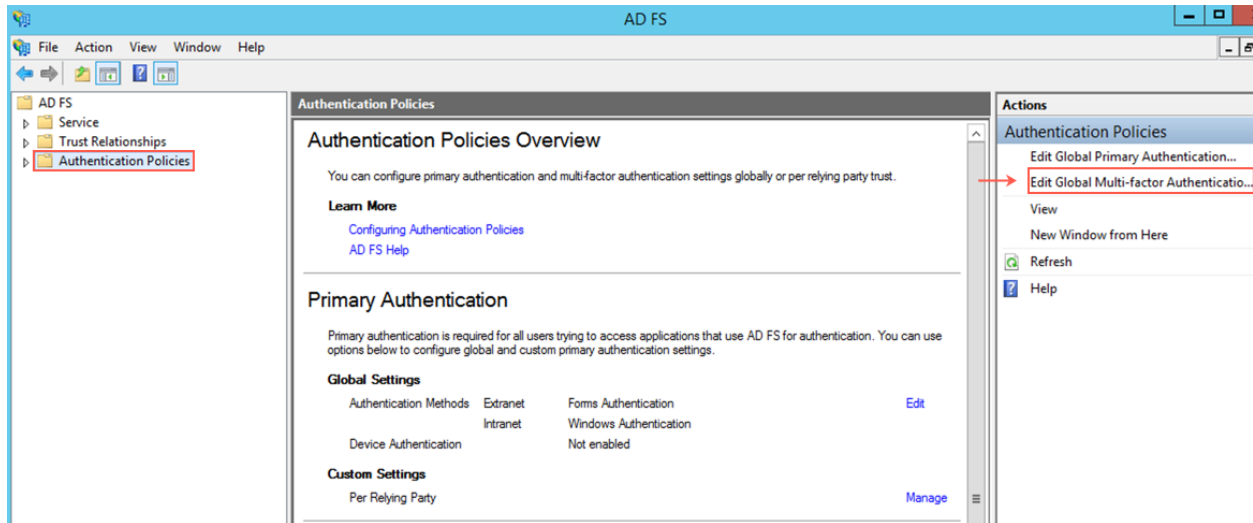 AD FS
File Action View Window Help
AD FS
Service
Trust Relationships
Authentication Policies
Authentication Policies
Authentication Policies Overview
You can configure primary authentication and multi-factor authentication settings globally or per relying party trust.
Learn More
Configuring Authentication Policies
AD FS Help
Primary Authentication
Primary authentication is required for all users trying to access applications that use AD FS for authentication. You can use
options below to configure global and custom primary authentication settings.
Global Settings
Authentication Methods Extranet Forms Authentication Edit
Intranet Windows Authentication
Device Authentication Not enabled
Custom Settings
Per Relying Party Manage
Actions
Authentication Policies
Edit Global Primary Authentication...
Edit Global Multi-factor Authenticatio...
View
New Window from Here
Refresh
Help